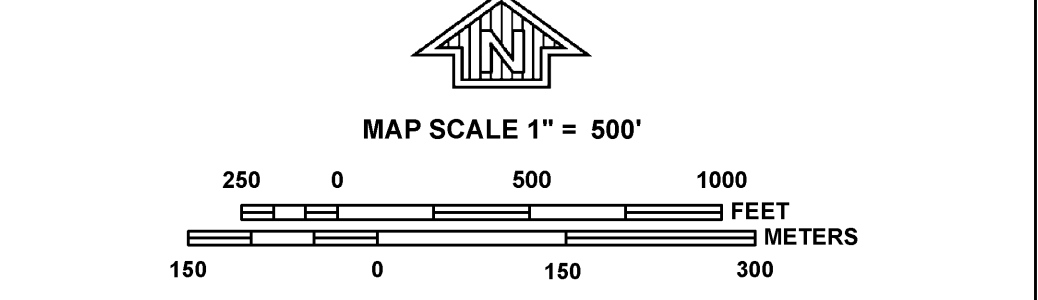 N
MAP SCALE 1" = 500'
250 0 500 1000
FEET
METERS
150 0 150 300